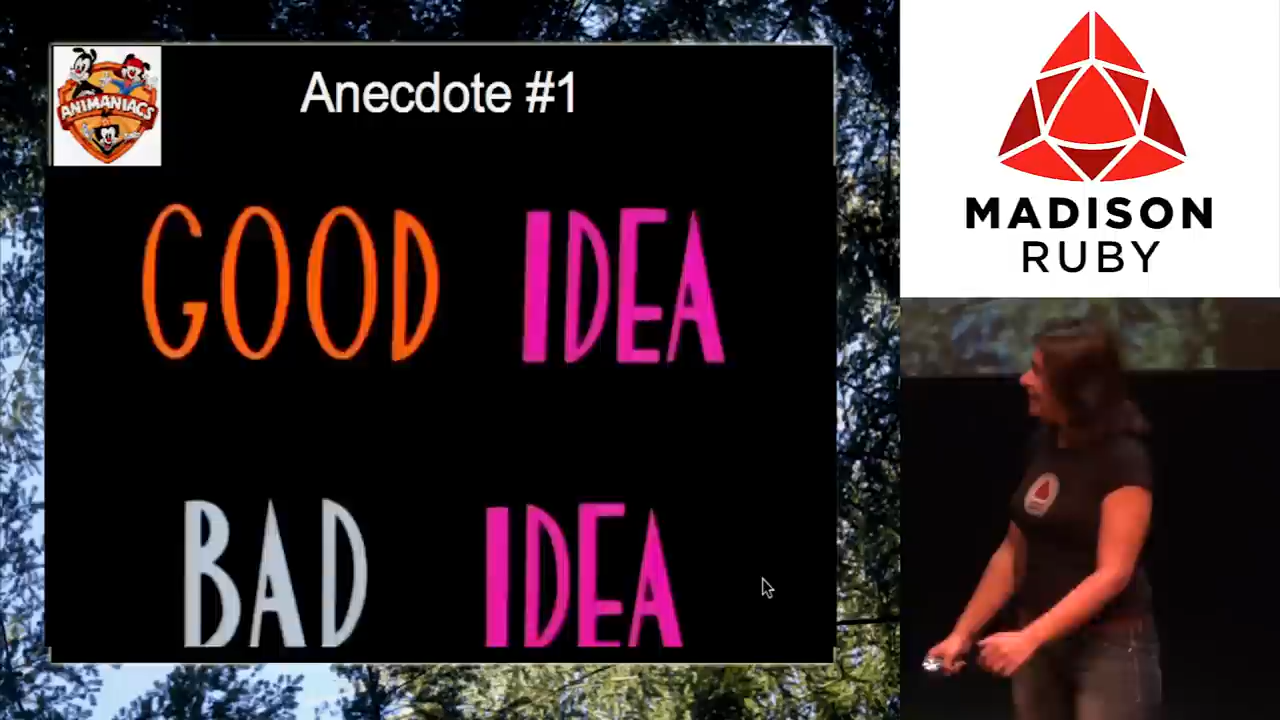 ANIMANIACS
Anecdote #1
GOOD IDEA
BAD IDEA
MADISON
RUBY